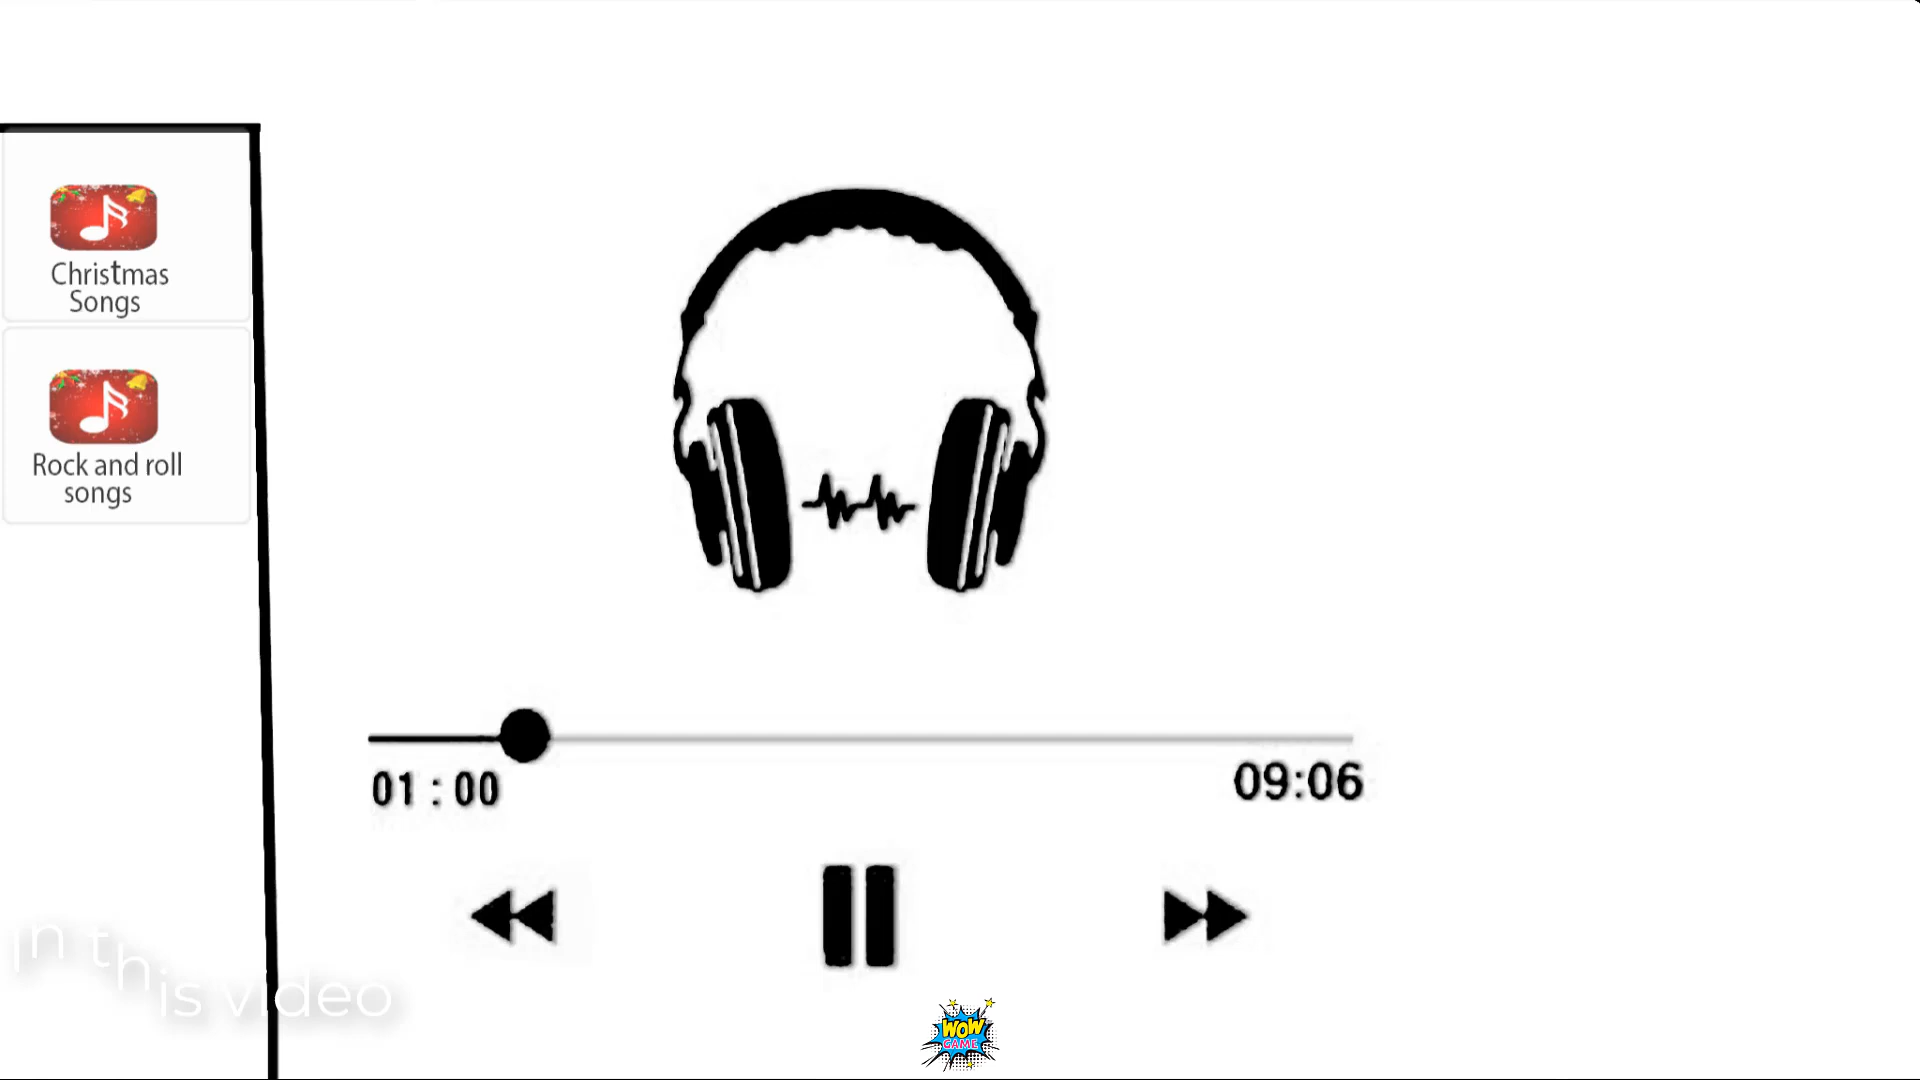 Christmas
Songs
Rock and roll
songs
01 : 00
09:06
in this video
WOW
GAME